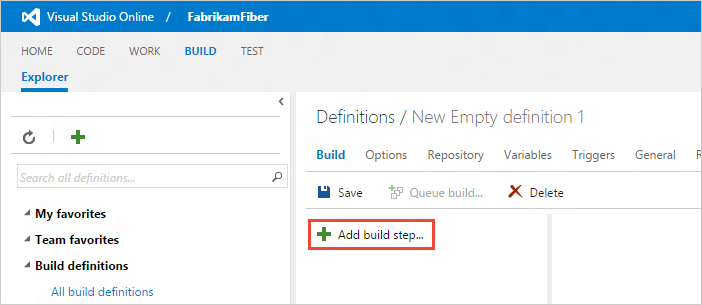 Visual Studio Online / FabrikamFiber
HOME CODE WORK BUILD TEST
Explorer
Definitions / New Empty definition 1
Build Options Repository Variables Triggers General R
Save Queue build... Delete
Search all definitions...
Add build step...
My favorites
Team favorites
Build definitions
All build definitions